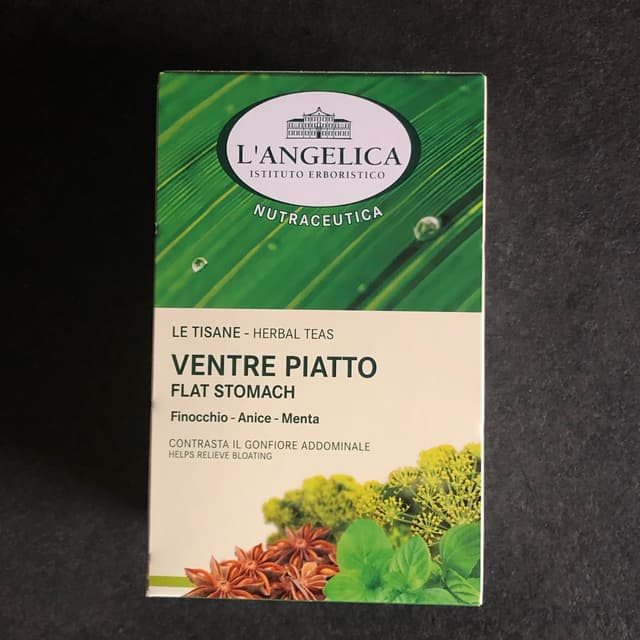 L'ANGELICA
ISTITUTO ERBORISTICO
NUTRACEUTICA
LE TISANE - HERBAL TEAS
VENTRE PIATTO
FLAT STOMACH
Finocchio - Anice - Menta
CONTRASTA IL GONFIORE ADDOMINALE
HELPS RELIEVE BLOATING